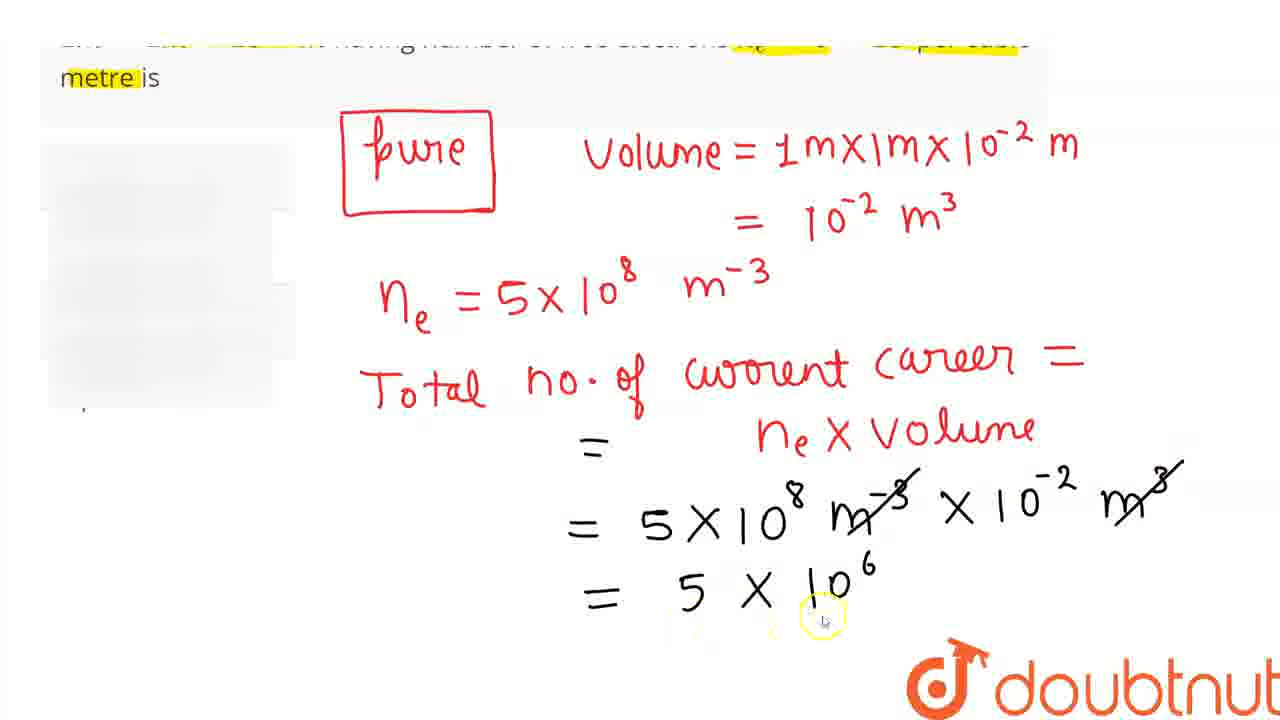 metre is
pure
Volume = 1m×1m×10⁻² m
= 10⁻² m³
nₑ = 5×10⁸ m⁻³
Total no. of current career =
= nₑ × volume
= 5×10⁸ m⁻³ × 10⁻² m³
= 5 × 10⁶
doubtnut